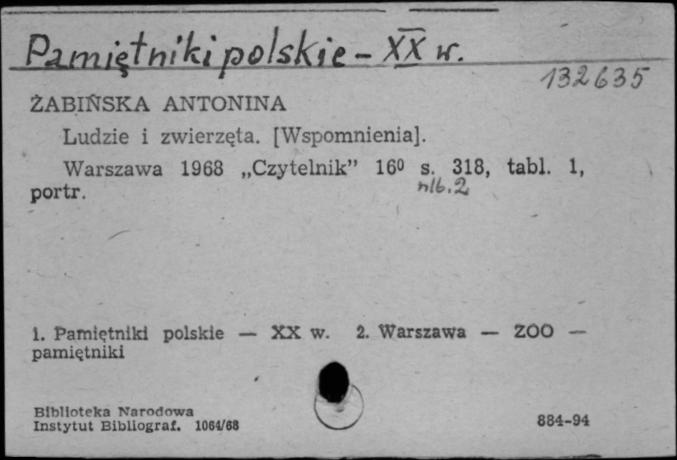 Pamiętniki polskie - XX w.
132635
ŻABIŃSKA ANTONINA
Ludzie i zwierzęta. [Wspomnienia].
Warszawa 1968 „Czytelnik” 16⁰ s. 318, tabl. 1,
nlb. 2
portr.
1. Pamiętniki polskie — XX w. 2. Warszawa — ZOO —
pamiętniki
Biblioteka Narodowa
Instytut Bibliograf. 1064/68
884-94